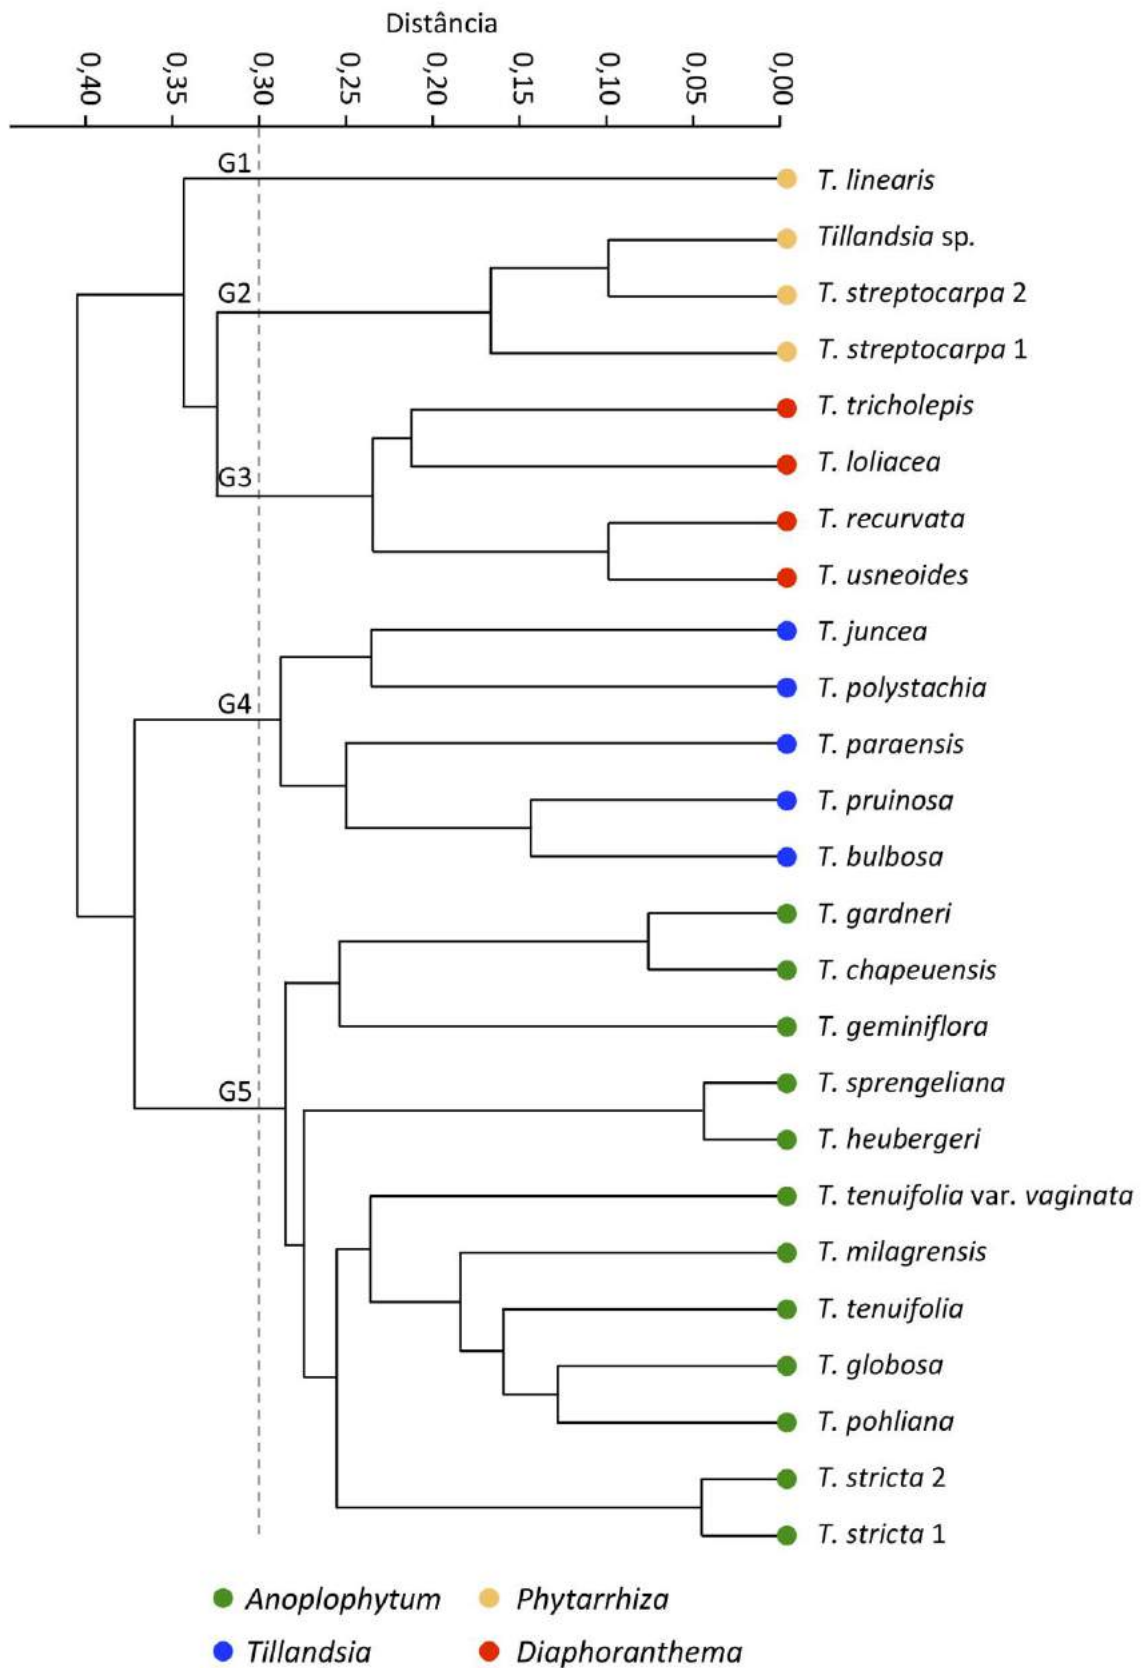 Distância
0,40 0,35 0,30 0,25 0,20 0,15 0,10 0,05 0,00
G1
T. linearis
Tillandsia sp.
G2
T. streptocarpa 2
T. streptocarpa 1
T. tricholepis
T. loliacea
G3
T. recurvata
T. usneoides
T. juncea
T. polystachia
G4
T. paraensis
T. pruinosa
T. bulbosa
T. gardneri
T. chapeuensis
T. geminiflora
T. sprengeliana
G5
T. heubergeri
T. tenuifolia var. vaginata
T. milagrensis
T. tenuifolia
T. globosa
T. pohliana
T. stricta 2
T. stricta 1
Anoplophytum Phytarrhiza
Tillandsia Diaphoranthema